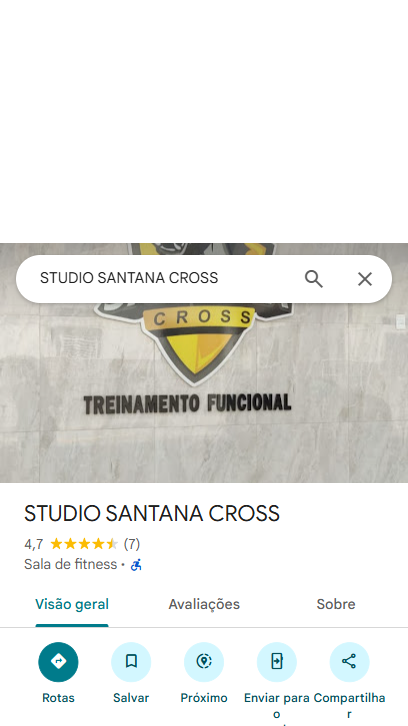 STUDIO SANTANA CROSS
CROSS
TREINAMENTO FUNCIONAL
STUDIO SANTANA CROSS
4,7 (7)
Sala de fitness ·
Visão geral Avaliações Sobre
Rotas Salvar Próximo Enviar para o Compartilhar